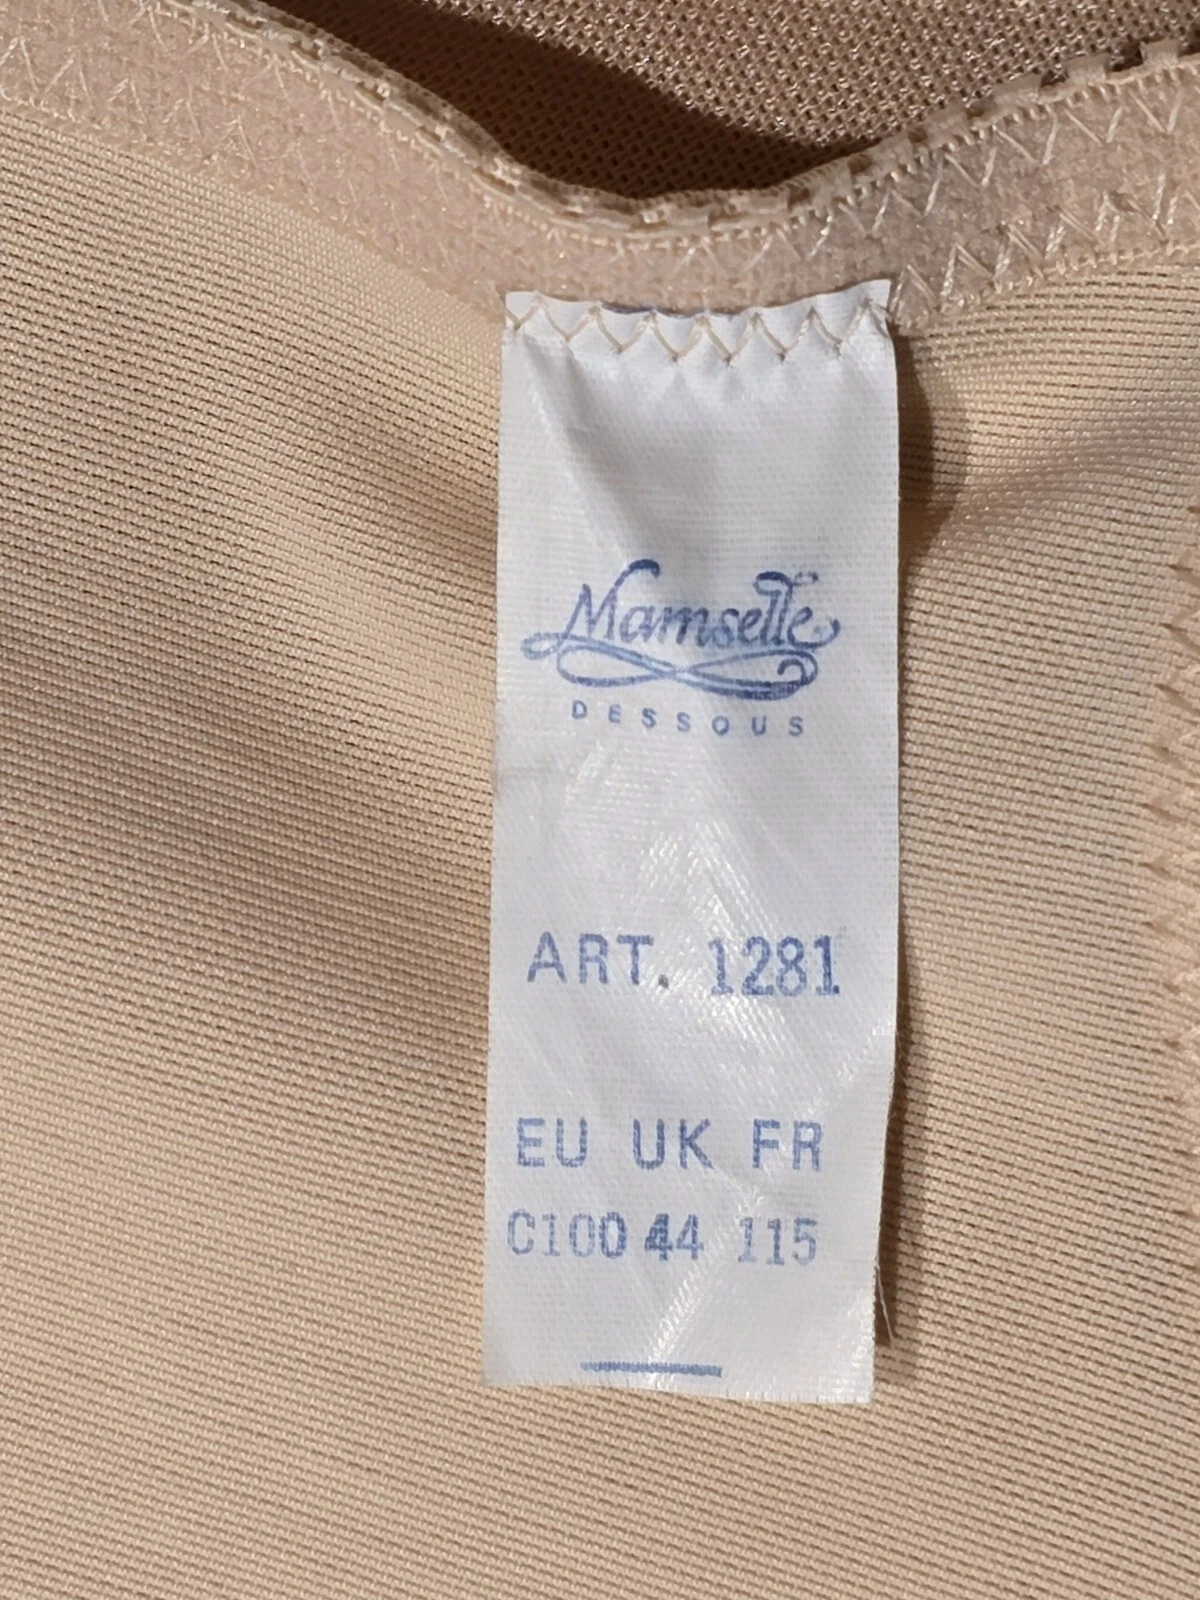 Mamselle
DESSOUS
ART. 1281
EU UK FR
C100 44 115